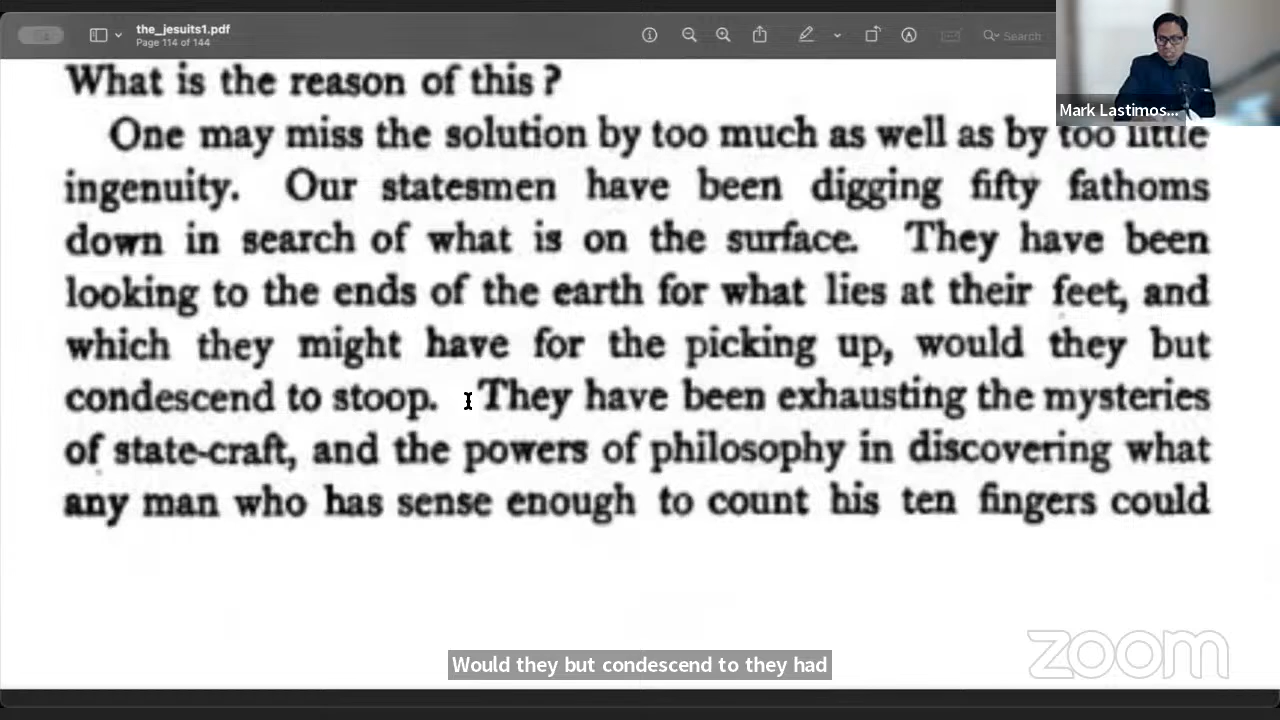 the_jesuits1.pdf
Page 114 of 144
Search
Mark Lastimos...
What is the reason of this ?
One may miss the solution by too much as well as by too little
ingenuity. Our statesmen have been digging fifty fathoms
down in search of what is on the surface. They have been
looking to the ends of the earth for what lies at their feet, and
which they might have for the picking up, would they but
condescend to stoop. They have been exhausting the mysteries
of state-craft, and the powers of philosophy in discovering what
any man who has sense enough to count his ten fingers could
Would they but condescend to they had
zoom